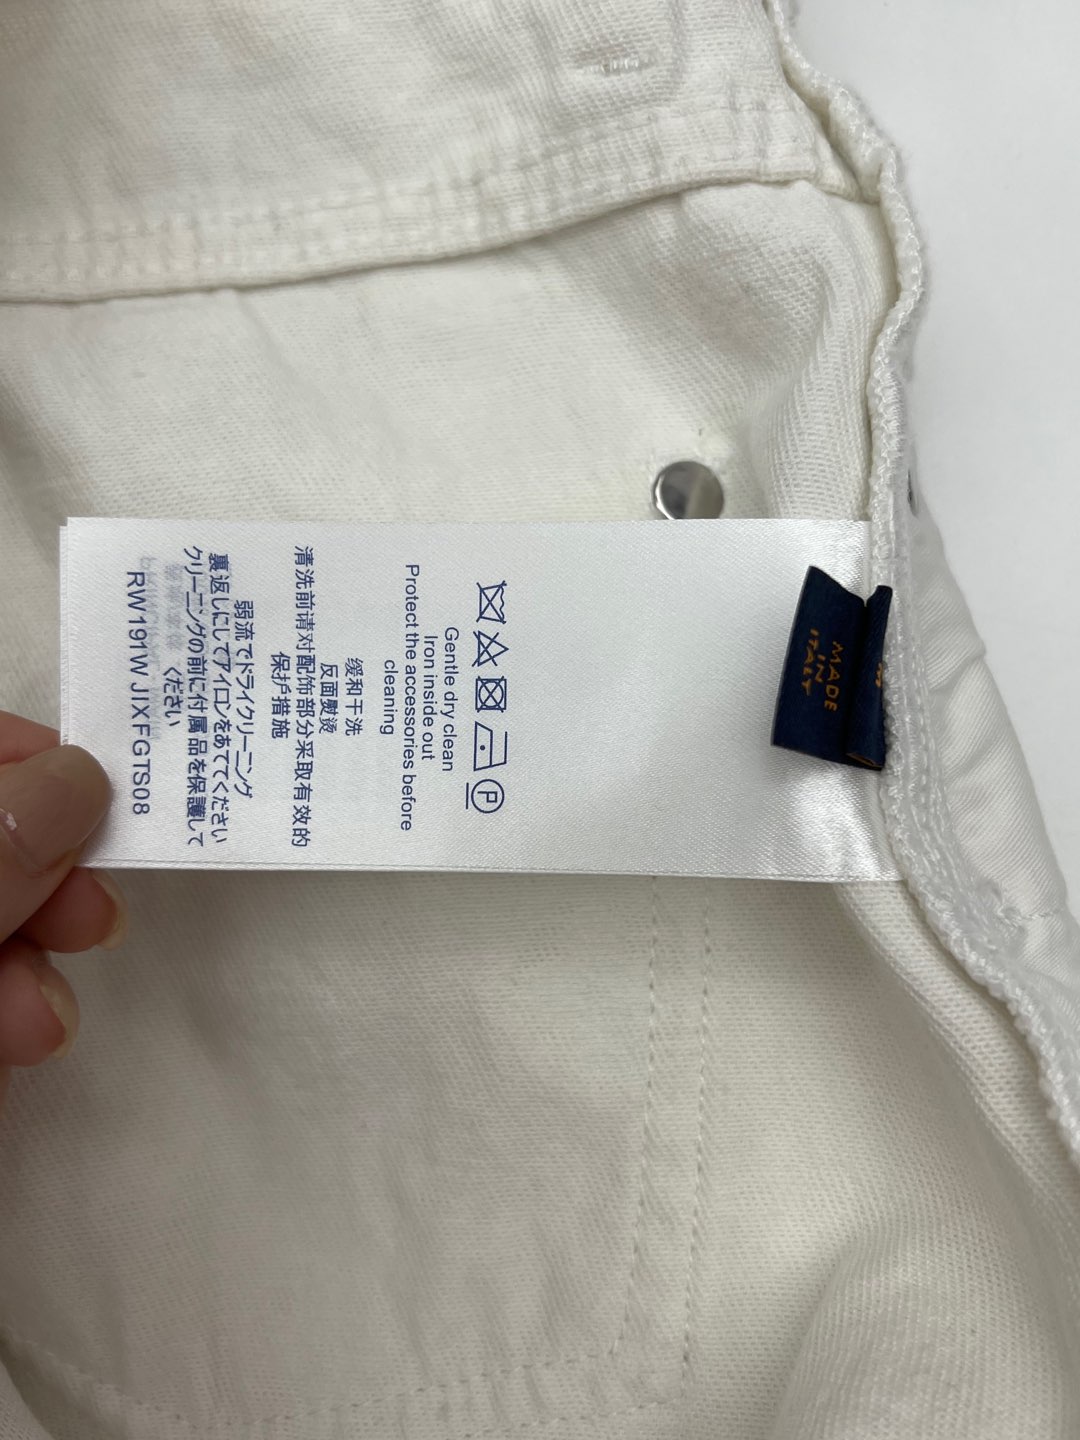 Gentle dry clean
Iron inside out
Protect the accessories before
cleaning
缓和干洗
反面熨烫
清洗前请对配饰部分采取有效的
保护措施
弱流でドライクリーニング
裏返しにしてアイロンをあててください
クリーニングの前に付属品を保護して
ください
RW191W JIXFGTS08
MADE
IN
ITALY